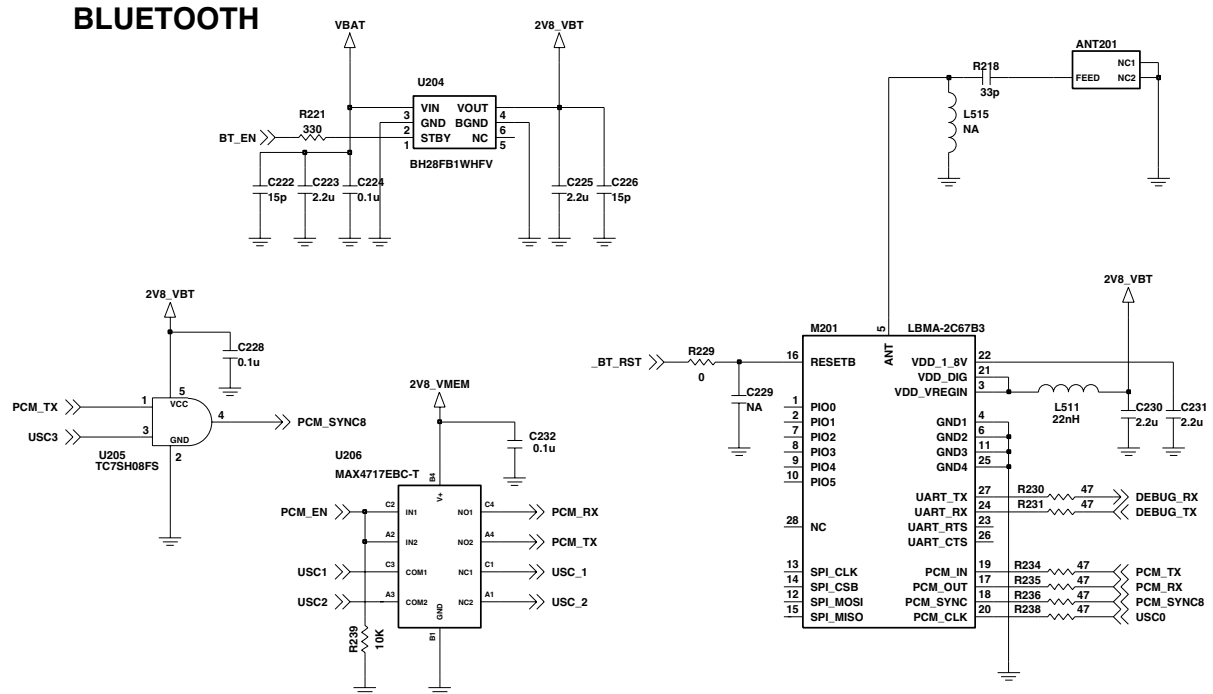 BLUETOOTH
VBAT
2V8_VBT
U204
VIN
VOUT
3
GND
BGND
4
2
STBY
NC
6
1
5
BH28FB1WHFV
R221
330
BT_EN
C222
15p
C223
2.2u
C224
0.1u
C225
2.2u
C226
15p
ANT201
NC1
FEED
NC2
R218
33p
L515
NA
2V8_VBT
C228
0.1u
PCM_TX
1
5
VCC
4
PCM_SYNC8
USC3
3
GND
2
U205
TC7SH08FS
2V8_VMEM
C232
0.1u
U206
MAX4717EBC-T
B4
V+
PCM_EN
C2
IN1
NO1
C4
PCM_RX
A2
IN2
NO2
A4
PCM_TX
USC1
C3
COM1
NC1
C1
USC_1
USC2
A3
COM2
NC2
A1
USC_2
GND
B1
R239
10K
2V8_VBT
M201
5
ANT
LBMA-2C67B3
_BT_RST
R229
0
C229
NA
16
RESETB
VDD_1_8V
22
VDD_DIG
21
VDD_VREGIN
3
L511
22nH
C230
2.2u
C231
2.2u
1
PIO0
2
PIO1
7
PIO2
8
PIO3
9
PIO4
10
PIO5
GND1
4
GND2
6
GND3
11
GND4
25
28
NC
UART_TX
27
R230
47
DEBUG_RX
UART_RX
24
R231
47
DEBUG_TX
UART_RTS
23
UART_CTS
26
13
SPI_CLK
14
SPI_CSB
12
SPI_MOSI
15
SPI_MISO
PCM_IN
19
R234
47
PCM_TX
PCM_OUT
17
R235
47
PCM_RX
PCM_SYNC
18
R236
47
PCM_SYNC8
PCM_CLK
20
R238
47
USC0